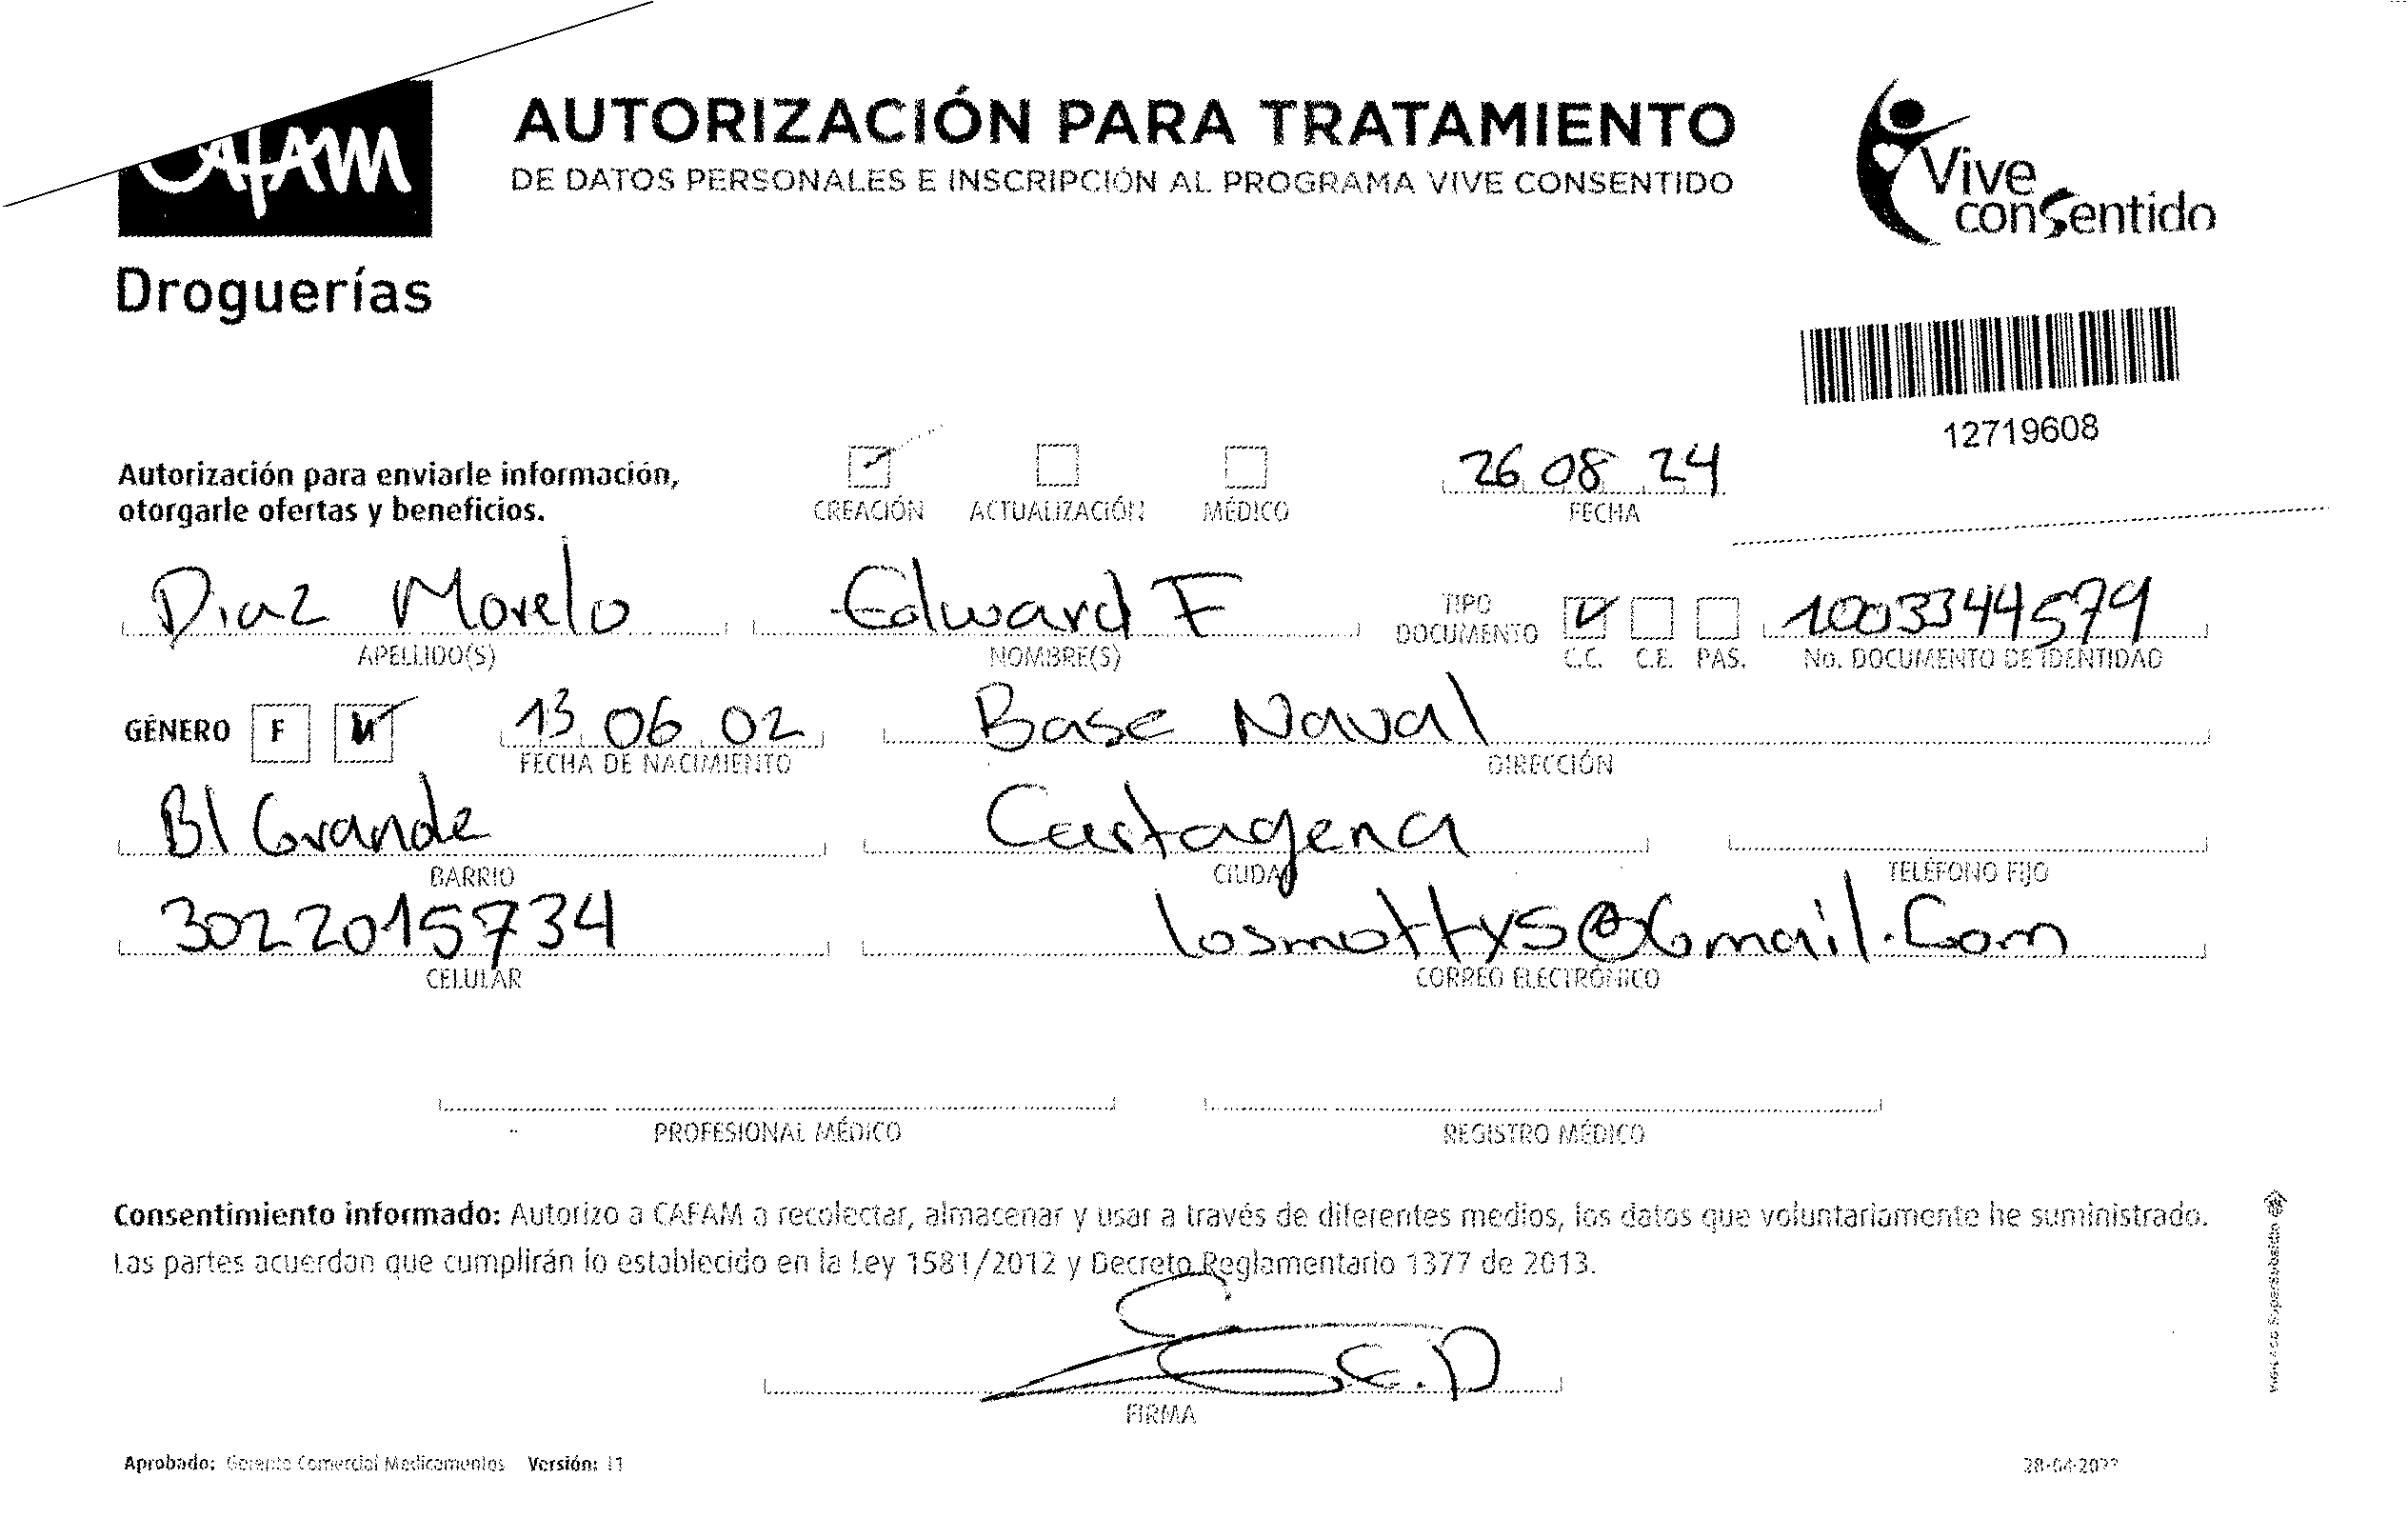 Cafam
Droguerías
AUTORIZACIÓN PARA TRATAMIENTO
DE DATOS PERSONALES E INSCRIPCIÓN AL PROGRAMA VIVE CONSENTIDO
Vive
conSentido
12719608
Autorización para enviarle información,
otorgarle ofertas y beneficios.
CREACIÓN ACTUALIZACIÓN MÉDICO
26 08 24
FECHA
Diaz Morelo Edward F
APELLIDO(S) NOMBRE(S)
TIPO
DOCUMENTO
C.C. C.E. PAS.
1003344579
No. DOCUMENTO DE IDENTIDAD
GÉNERO F M 13 06 02 Base Naval
FECHA DE NACIMIENTO DIRECCIÓN
B/ Grande Cartagena
BARRIO CIUDAD TELÉFONO FIJO
3022015734 losmottys@Gmail.Com
CELULAR CORREO ELECTRÓNICO
PROFESIONAL MÉDICO REGISTRO MÉDICO
Consentimiento informado: Autorizo a CAFAM a recolectar, almacenar y usar a través de diferentes medios, los datos que voluntariamente he suministrado.
Las partes acuerdan que cumplirán lo establecido en la Ley 1581/2012 y Decreto Reglamentario 1377 de 2013.
E.D
FIRMA
Aprobado: Gerente Comercial Medicamentos Versión: 11